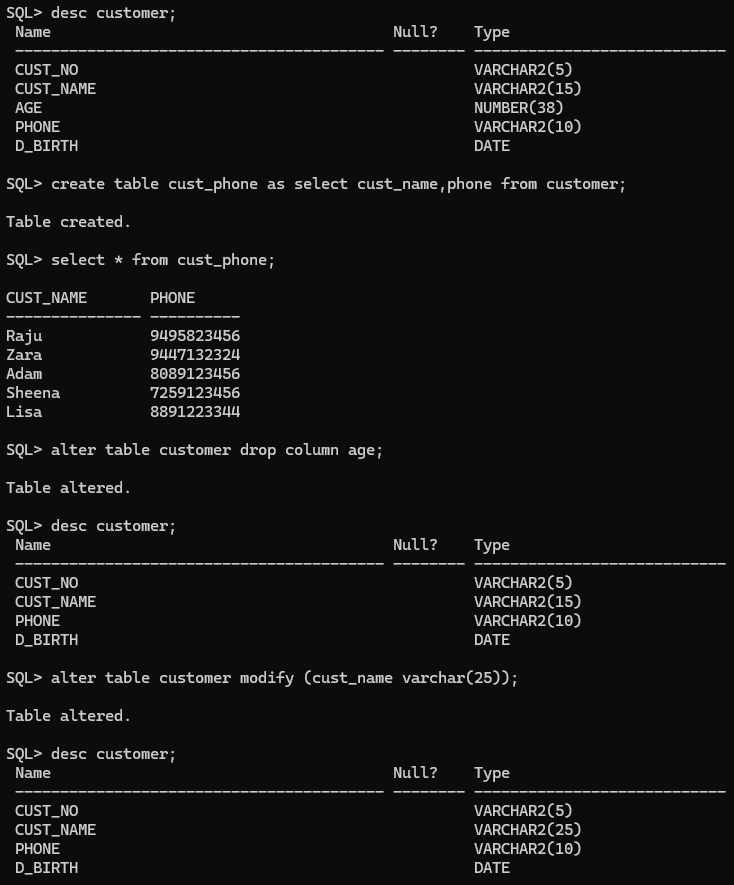 SQL> desc customer;
 Name                                      Null?    Type
 ----------------------------------------- -------- ----------------------------
 CUST_NO                                            VARCHAR2(5)
 CUST_NAME                                          VARCHAR2(15)
 AGE                                                NUMBER(38)
 PHONE                                              VARCHAR2(10)
 D_BIRTH                                            DATE

SQL> create table cust_phone as select cust_name,phone from customer;

Table created.

SQL> select * from cust_phone;

CUST_NAME       PHONE
--------------- ----------
Raju            9495823456
Zara            9447132324
Adam            8089123456
Sheena          7259123456
Lisa            8891223344

SQL> alter table customer drop column age;

Table altered.

SQL> desc customer;
 Name                                      Null?    Type
 ----------------------------------------- -------- ----------------------------
 CUST_NO                                            VARCHAR2(5)
 CUST_NAME                                          VARCHAR2(15)
 PHONE                                              VARCHAR2(10)
 D_BIRTH                                            DATE

SQL> alter table customer modify (cust_name varchar(25));

Table altered.

SQL> desc customer;
 Name                                      Null?    Type
 ----------------------------------------- -------- ----------------------------
 CUST_NO                                            VARCHAR2(5)
 CUST_NAME                                          VARCHAR2(25)
 PHONE                                              VARCHAR2(10)
 D_BIRTH                                            DATE